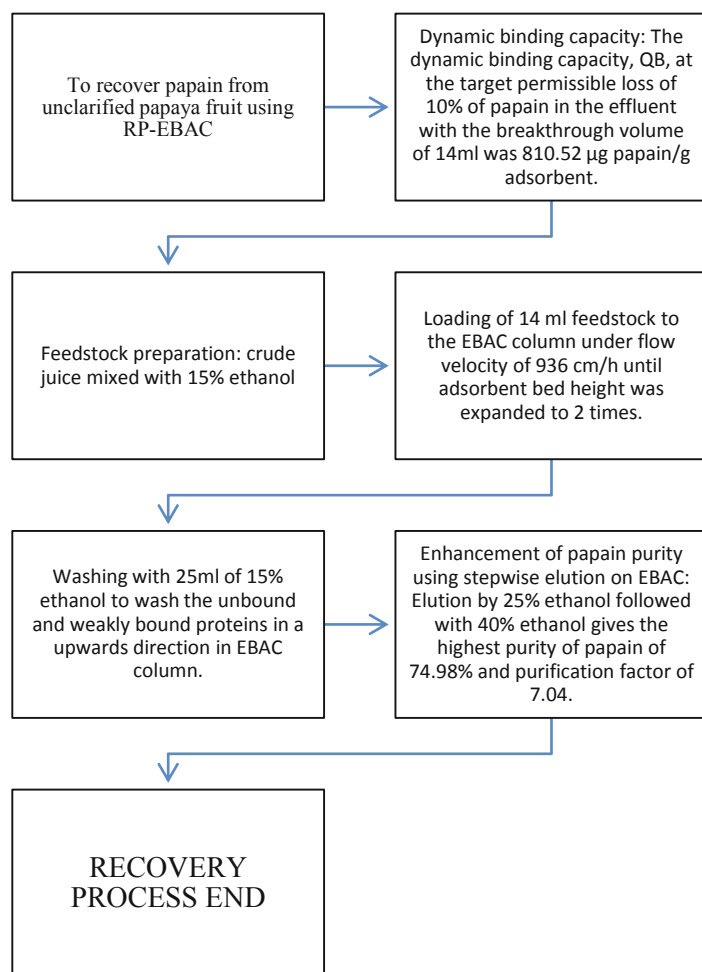 To recover papain from
unclarified papaya fruit using
RP-EBAC
Dynamic binding capacity: The
dynamic binding capacity, QB, at
the target permissible loss of
10% of papain in the effluent
with the breakthrough volume
of 14ml was 810.52 µg papain/g
adsorbent.
Feedstock preparation: crude
juice mixed with 15% ethanol
Loading of 14 ml feedstock to
the EBAC column under flow
velocity of 936 cm/h until
adsorbent bed height was
expanded to 2 times.
Washing with 25ml of 15%
ethanol to wash the unbound
and weakly bound proteins in a
upwards direction in EBAC
column.
Enhancement of papain purity
using stepwise elution on EBAC:
Elution by 25% ethanol followed
with 40% ethanol gives the
highest purity of papain of
74.98% and purification factor of
7.04.
RECOVERY
PROCESS END